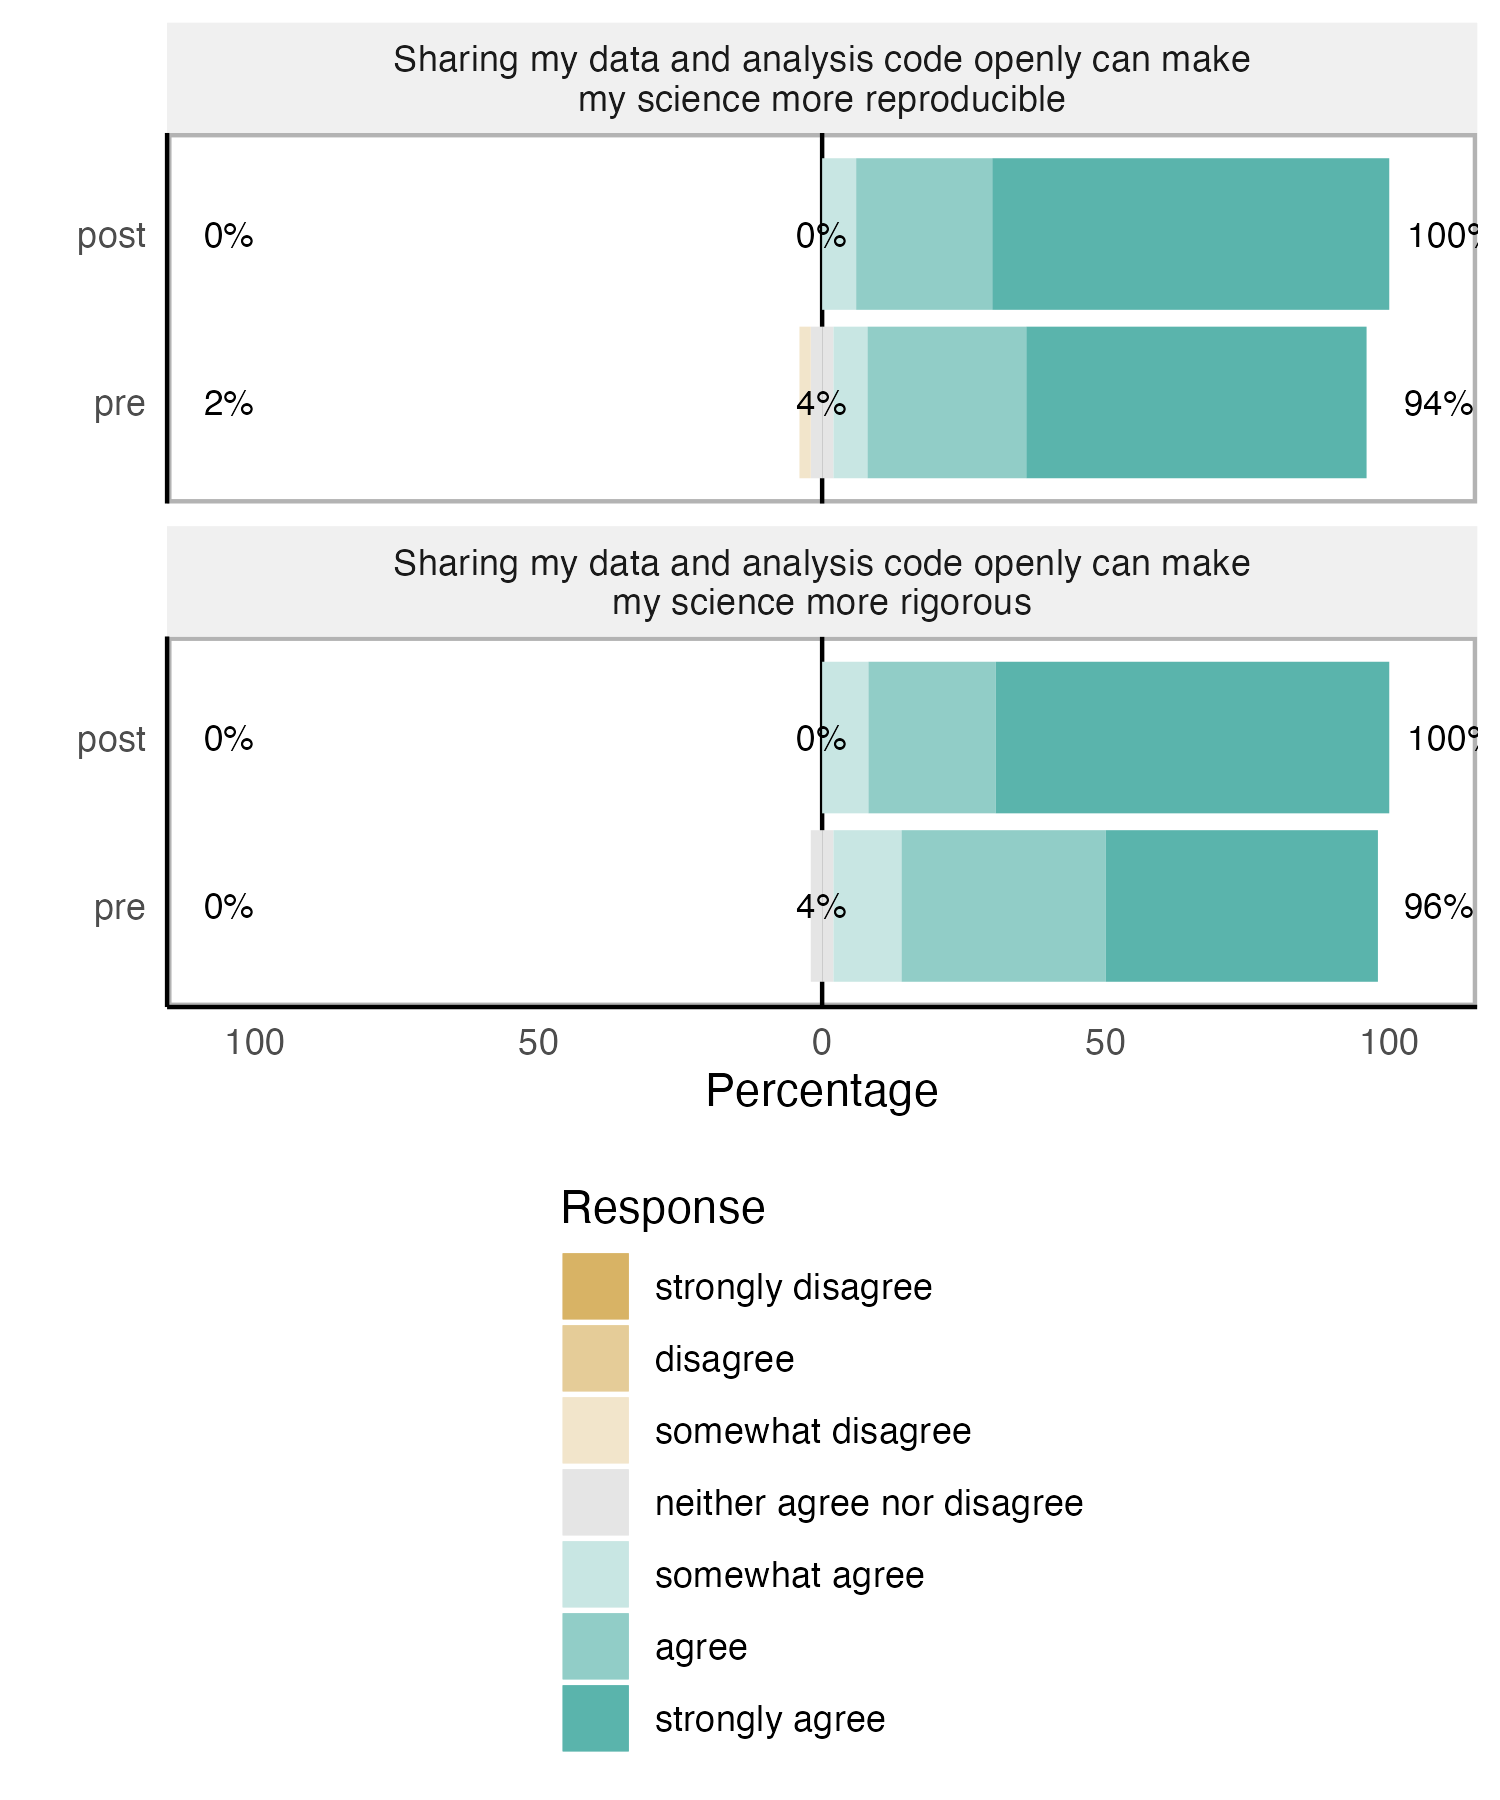 Sharing my data and analysis code openly can make
my science more reproducible
post 0% 0% 100%
pre 2% 4% 94%
Sharing my data and analysis code openly can make
my science more rigorous
post 0% 0% 100%
pre 0% 4% 96%
100 50 0 50 100
Percentage
Response
strongly disagree
disagree
somewhat disagree
neither agree nor disagree
somewhat agree
agree
strongly agree